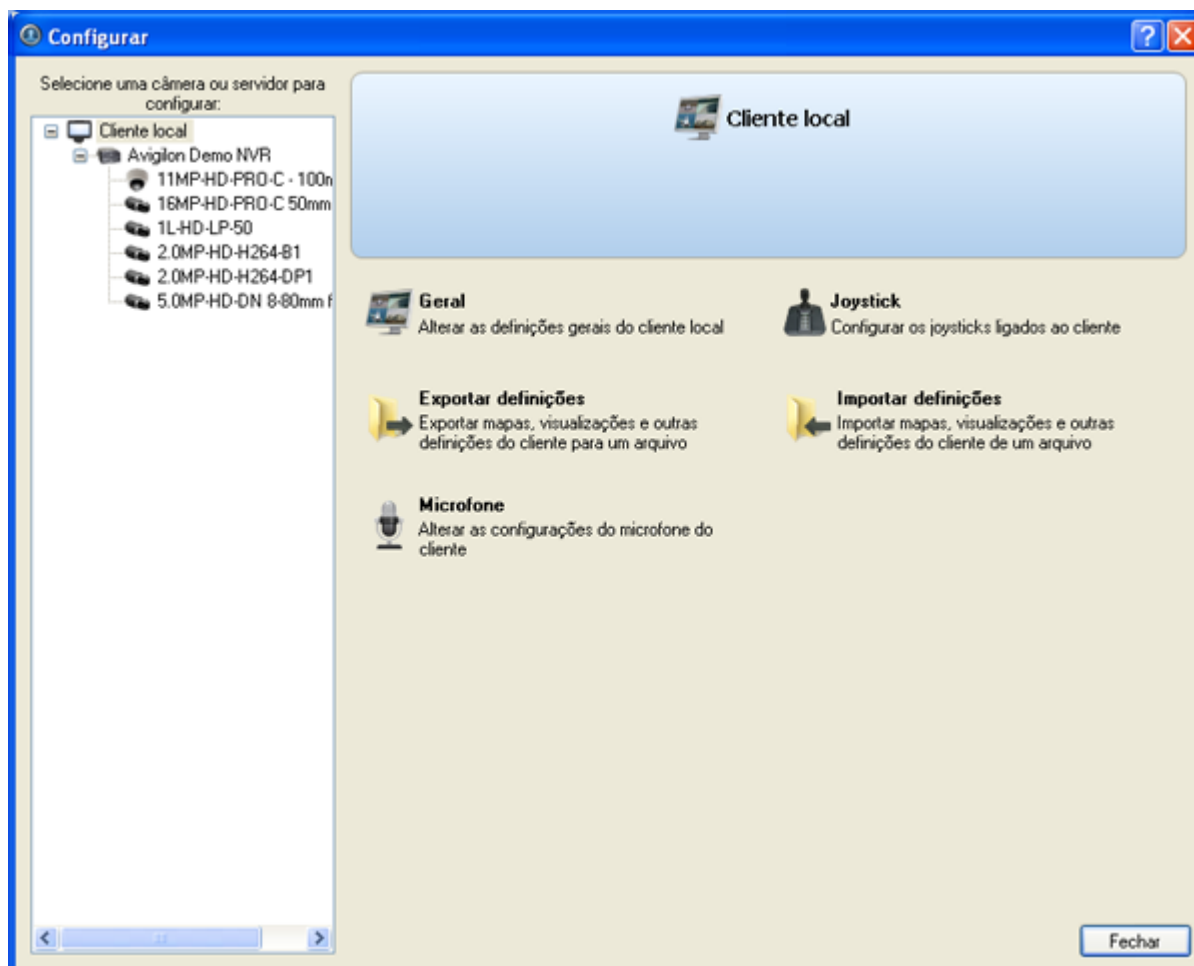 Configurar
Selecione uma câmera ou servidor para
configurar:
Cliente local
Avigilon Demo NVR
11MP-HD-PRO-C - 100n
16MP-HD-PRO-C 50mm
1L-HD-LP-50
2.0MP-HD-H264-B1
2.0MP-HD-H264-DP1
5.0MP-HD-DN 8-80mm f
Cliente local
Geral
Alterar as definições gerais do cliente local
Joystick
Configurar os joysticks ligados ao cliente
Exportar definições
Exportar mapas, visualizações e outras
definições do cliente para um arquivo
Importar definições
Importar mapas, visualizações e outras
definições do cliente de um arquivo
Microfone
Alterar as configurações do microfone do
cliente
Fechar